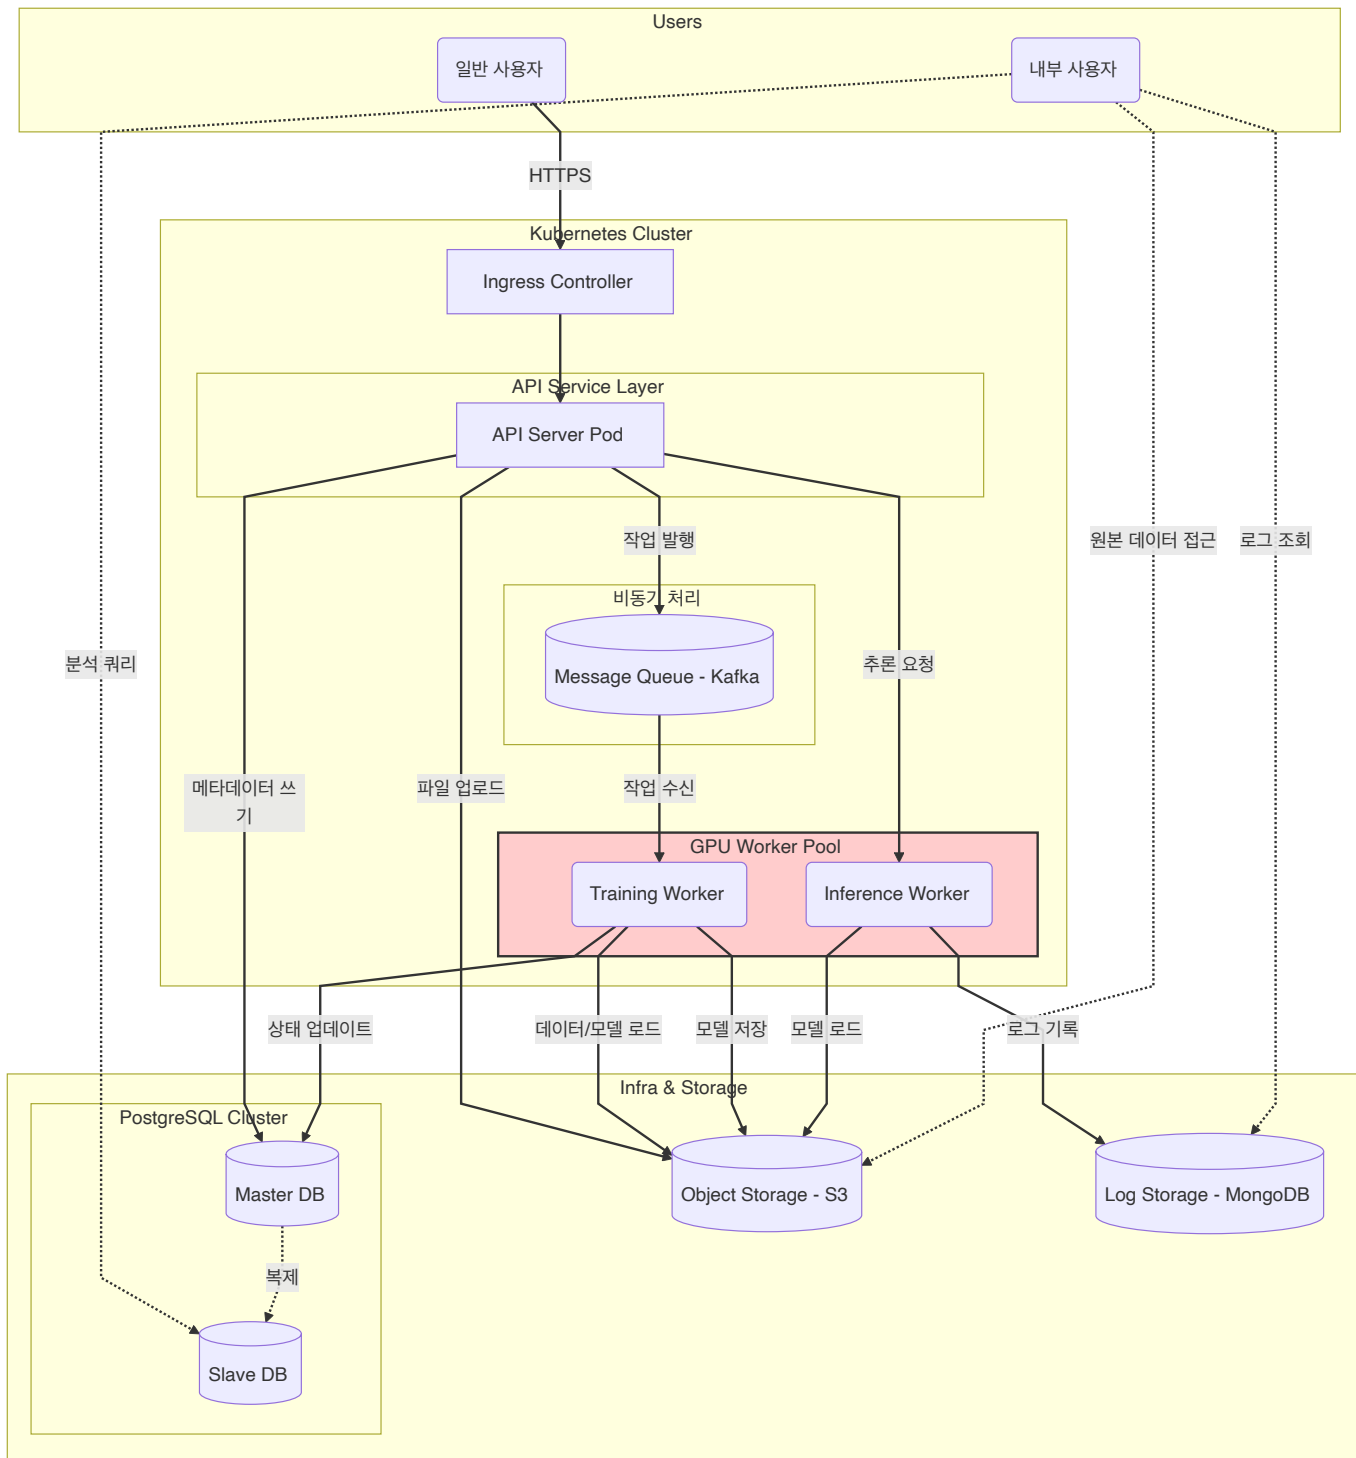 Users
일반 사용자
내부 사용자
HTTPS
Kubernetes Cluster
Ingress Controller
API Service Layer
API Server Pod
작업 발행
원본 데이터 접근
로그 조회
비동기 처리
Message Queue - Kafka
분석 쿼리
추론 요청
메타데이터 쓰
기
파일 업로드
작업 수신
GPU Worker Pool
Training Worker
Inference Worker
상태 업데이트
데이터/모델 로드
모델 저장
모델 로드
로그 기록
Infra & Storage
PostgreSQL Cluster
Master DB
Object Storage - S3
Log Storage - MongoDB
복제
Slave DB